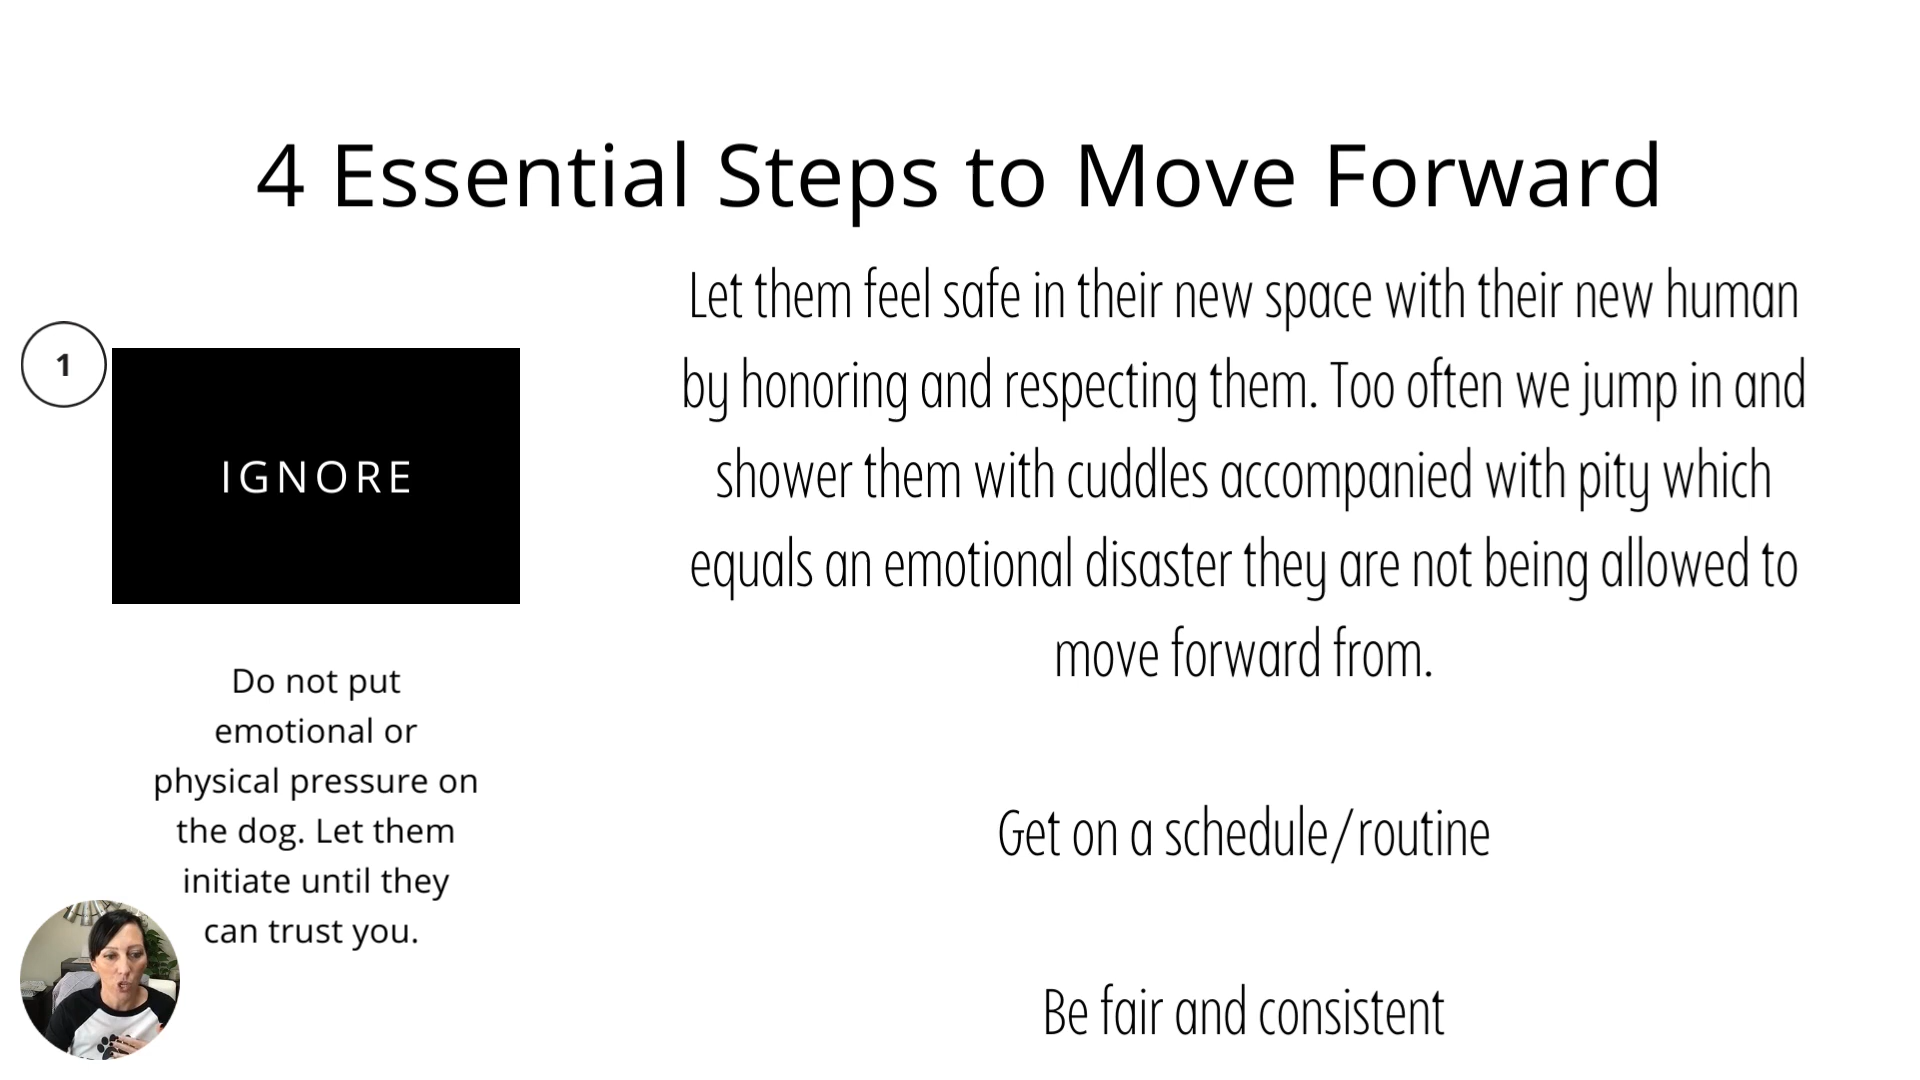 4 Essential Steps to Move Forward
1
IGNORE
Do not put
emotional or
physical pressure on
the dog. Let them
initiate until they
can trust you.
Let them feel safe in their new space with their new human
by honoring and respecting them. Too often we jump in and
shower them with cuddles accompanied with pity which
equals an emotional disaster they are not being allowed to
move forward from.
Get on a schedule/routine
Be fair and consistent